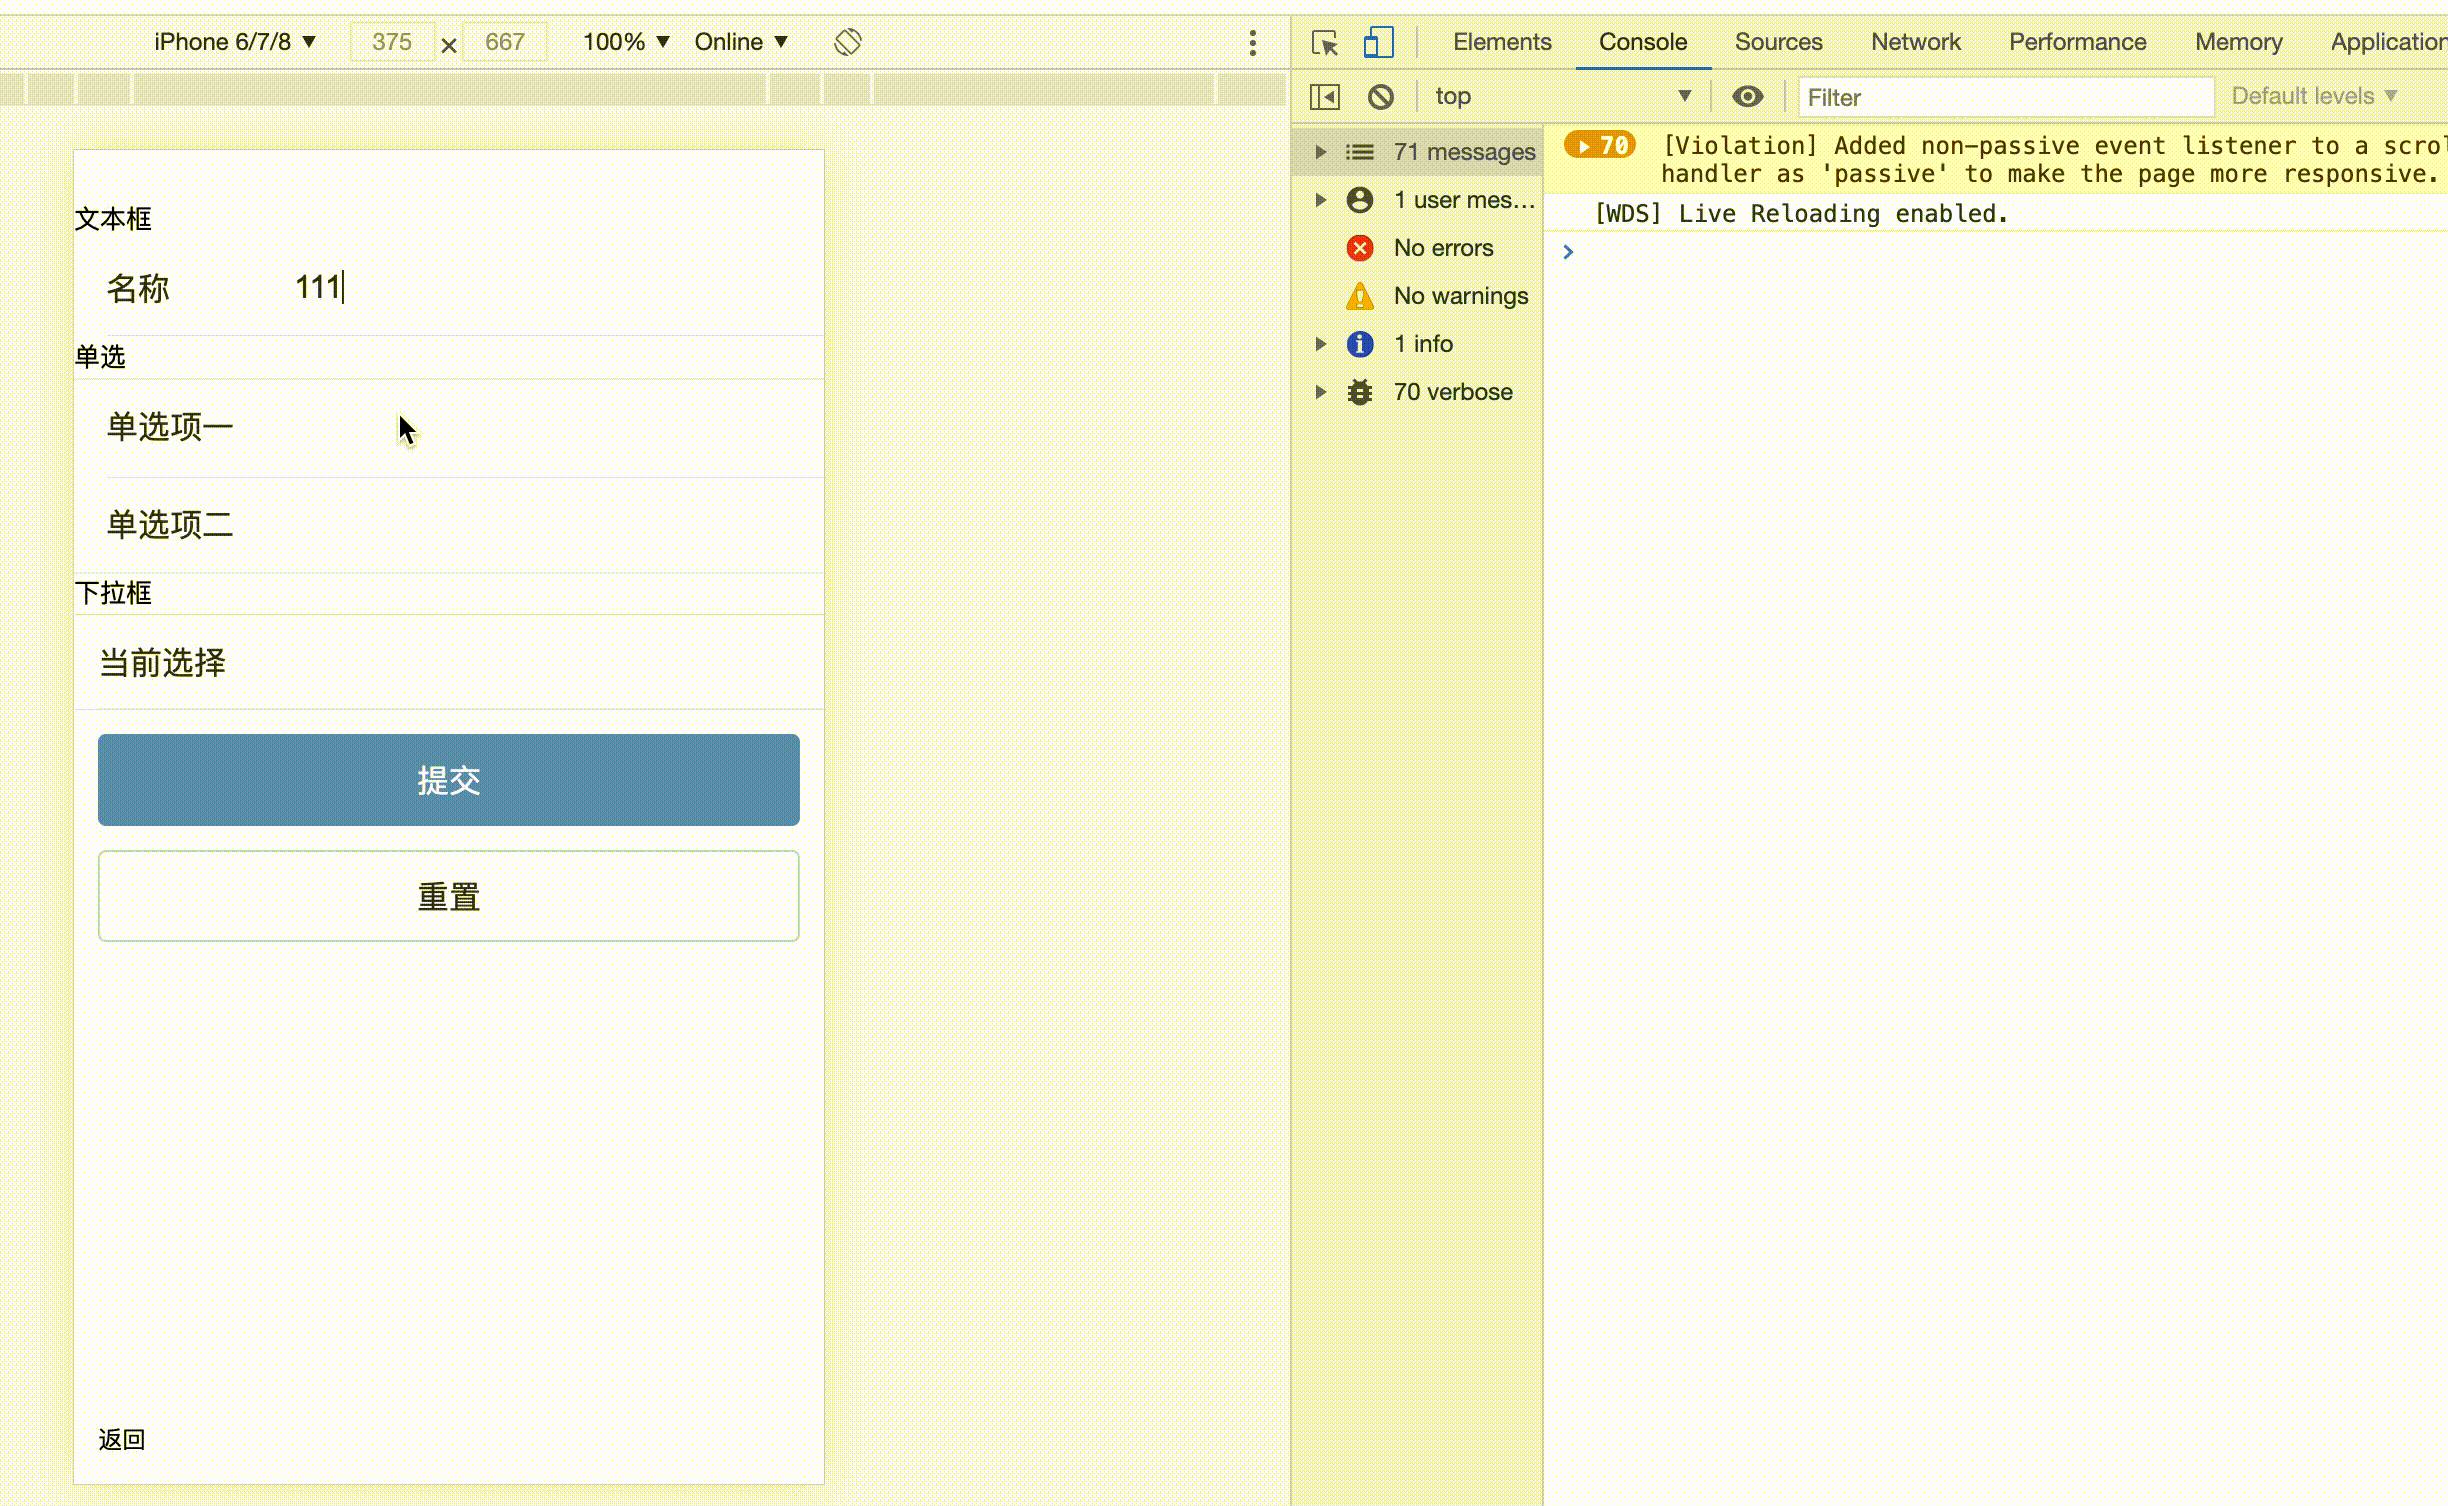 iPhone 6/7/8 ▼ 375 × 667 100% ▼ Online ▼
Elements Console Sources Network Performance Memory Application
top ▼ Filter Default levels ▼
文本框
名称 111
单选
单选项一
单选项二
下拉框
当前选择
提交
重置
返回
71 messages
1 user mes...
No errors
No warnings
1 info
70 verbose
70 [Violation] Added non-passive event listener to a scrol
handler as 'passive' to make the page more responsive.
[WDS] Live Reloading enabled.